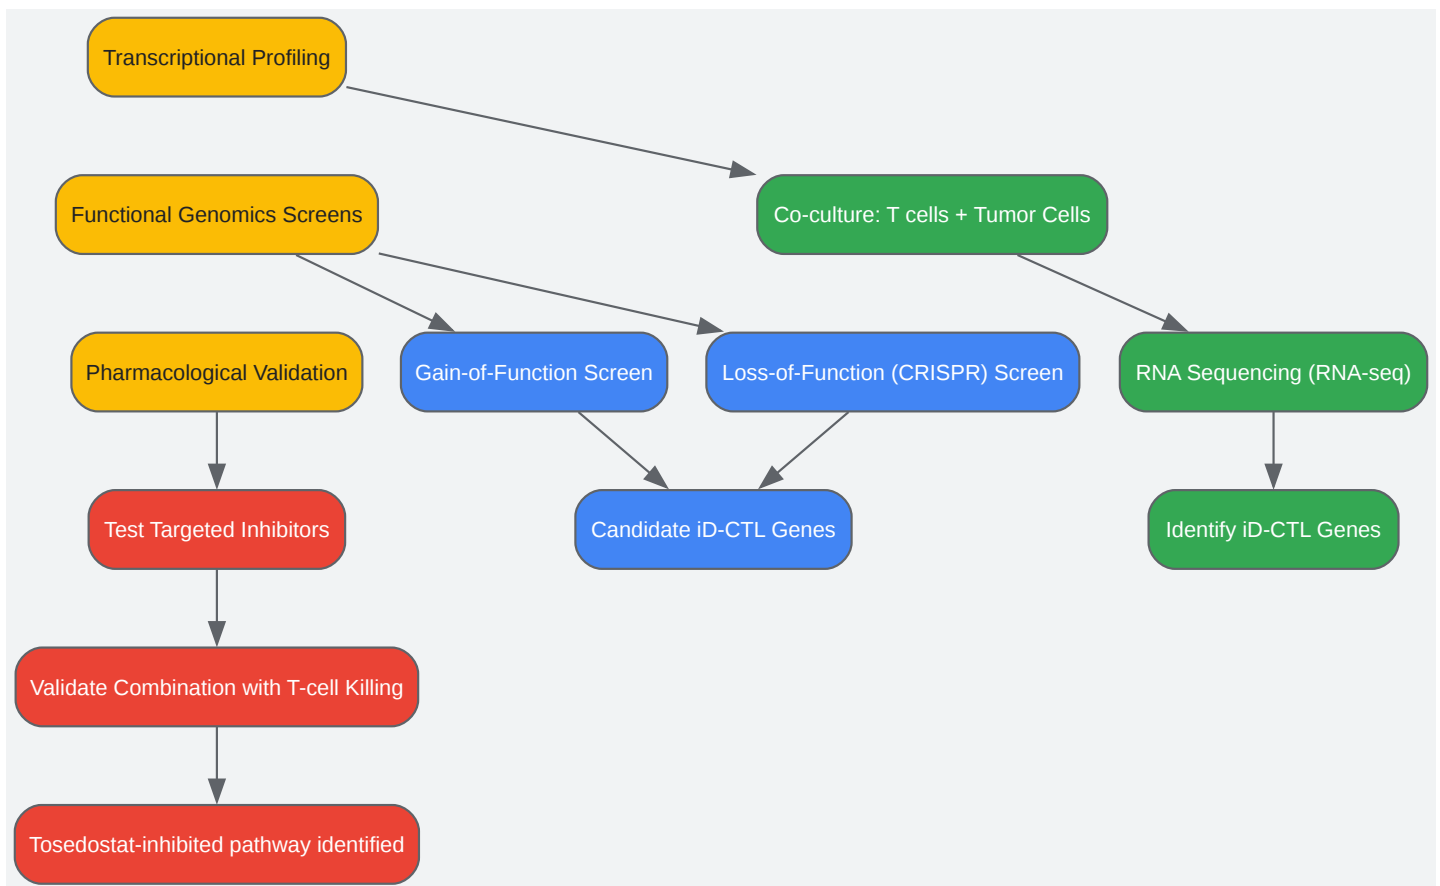 Transcriptional Profiling
Functional Genomics Screens
Co-culture: T cells + Tumor Cells
Pharmacological Validation
Gain-of-Function Screen
Loss-of-Function (CRISPR) Screen
RNA Sequencing (RNA-seq)
Test Targeted Inhibitors
Candidate iD-CTL Genes
Identify iD-CTL Genes
Validate Combination with T-cell Killing
Tosedostat-inhibited pathway identified